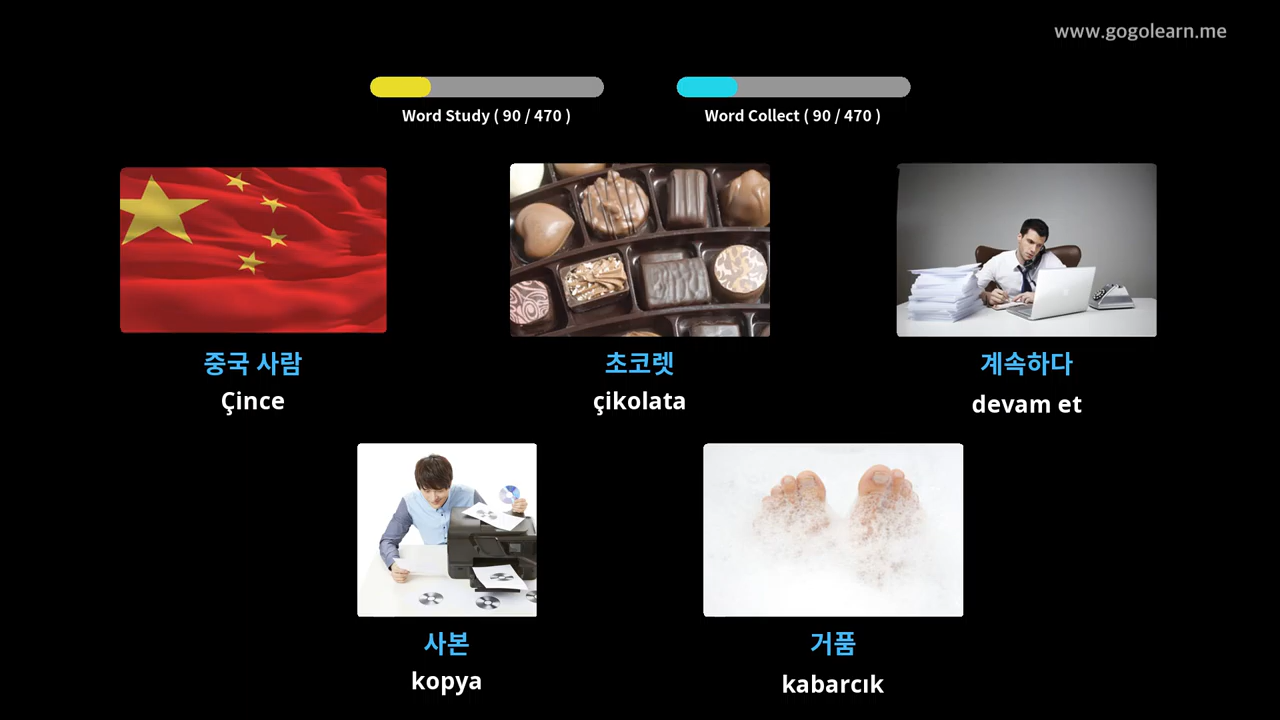 www.gogolearn.me
Word Study ( 90 / 470 )
Word Collect ( 90 / 470 )
중국 사람
Çince
초코렛
çikolata
계속하다
devam et
사본
kopya
거품
kabarcık